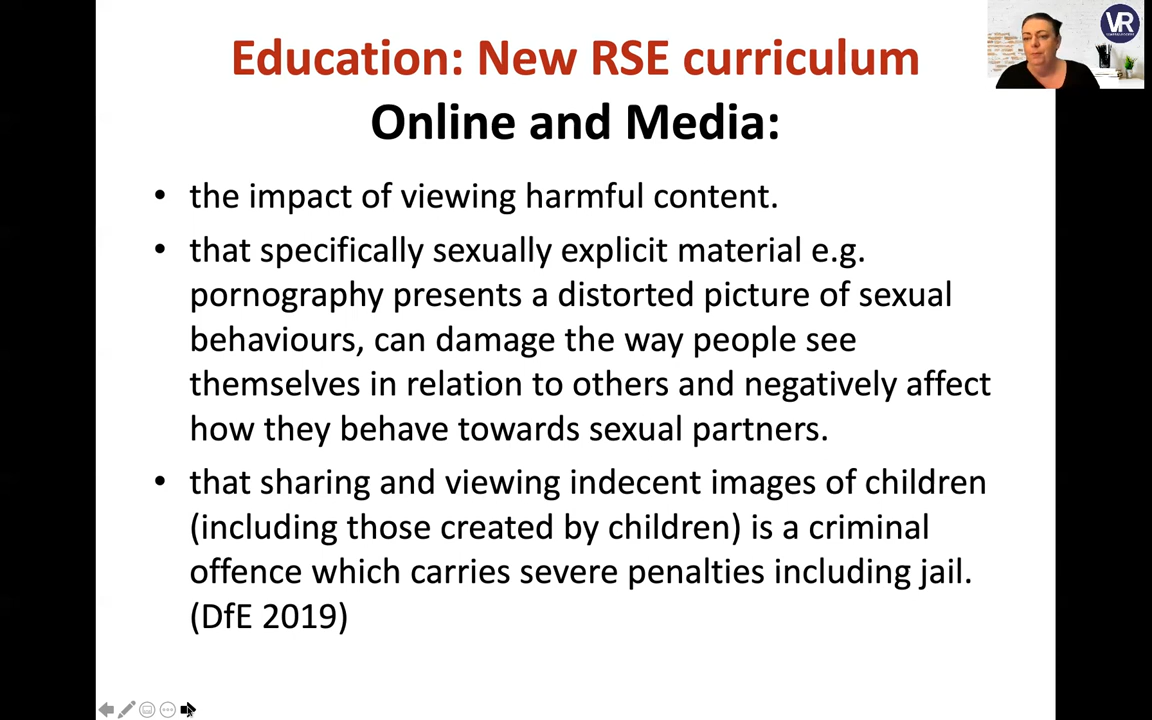 Education: New RSE curriculum
VR
Online and Media:
• the impact of viewing harmful content.
• that specifically sexually explicit material e.g.
pornography presents a distorted picture of sexual
behaviours, can damage the way people see
themselves in relation to others and negatively affect
how they behave towards sexual partners.
• that sharing and viewing indecent images of children
(including those created by children) is a criminal
offence which carries severe penalties including jail.
(DfE 2019)